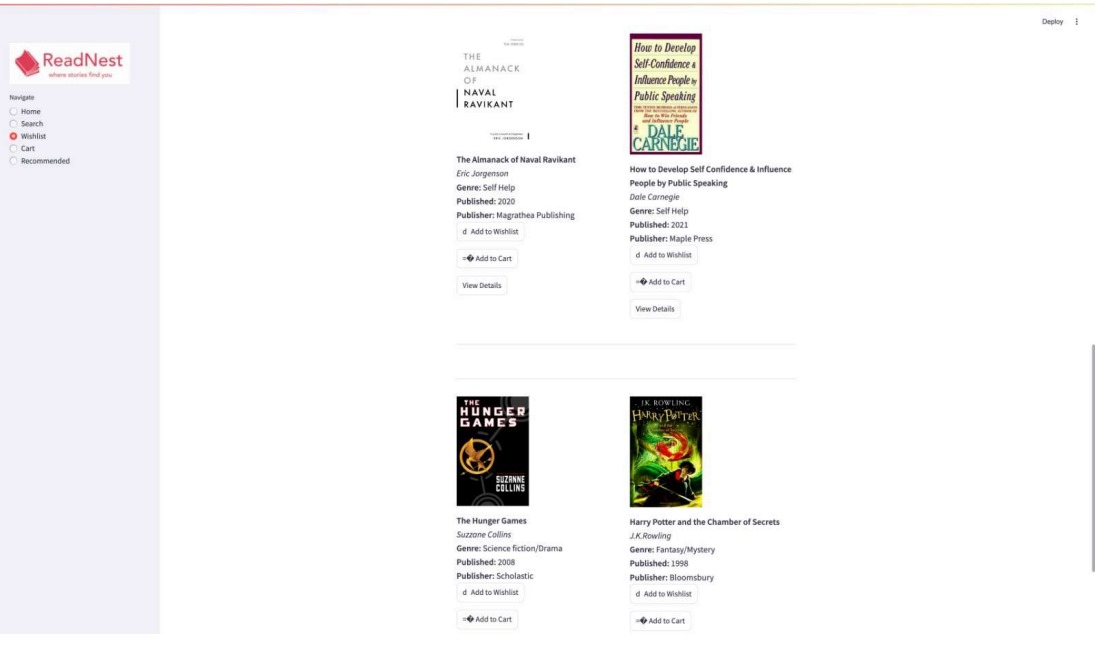 Deploy
ReadNest
where stories find you
Navigate
Home
Search
Wishlist
Cart
Recommended
THE
ALMANACK
OF
NAVAL
RAVIKANT
ERIC JORGENSON
The Almanack of Naval Ravikant
Eric Jorgenson
Genre: Self Help
Published: 2020
Publisher: Magrathea Publishing
d Add to Wishlist
=� Add to Cart
View Details
How to Develop
Self-Confidence &
Influence People by
Public Speaking
DALE
CARNEGIE
How to Develop Self Confidence & Influence
People by Public Speaking
Dale Carnegie
Genre: Self Help
Published: 2021
Publisher: Maple Press
d Add to Wishlist
=� Add to Cart
View Details
THE
HUNGER
GAMES
SUZANNE
COLLINS
The Hunger Games
Suzzane Collins
Genre: Science fiction/Drama
Published: 2008
Publisher: Scholastic
d Add to Wishlist
=� Add to Cart
J.K. ROWLING
HARRY POTTER
Harry Potter and the Chamber of Secrets
J.K.Rowling
Genre: Fantasy/Mystery
Published: 1998
Publisher: Bloomsbury
d Add to Wishlist
=� Add to Cart